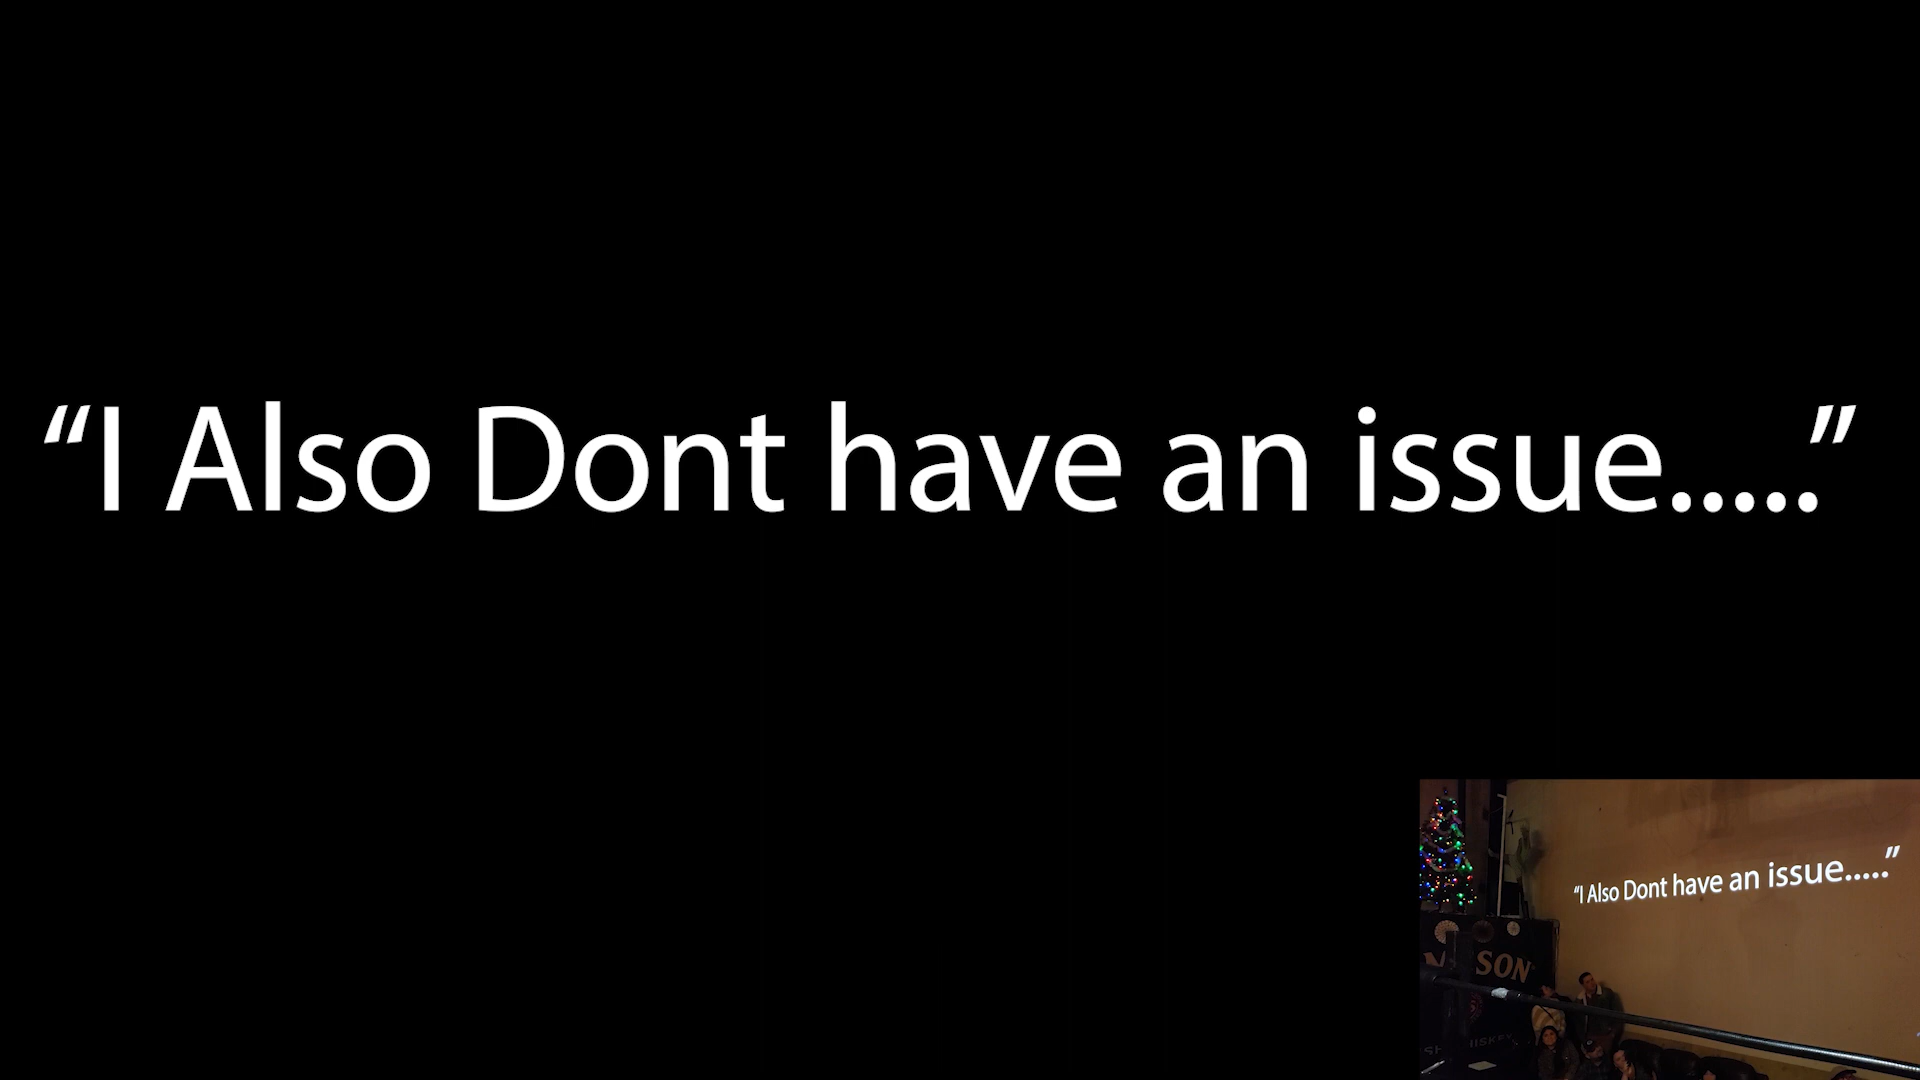 “I Also Dont have an issue.....”
“I Also Dont have an issue.....”
SON